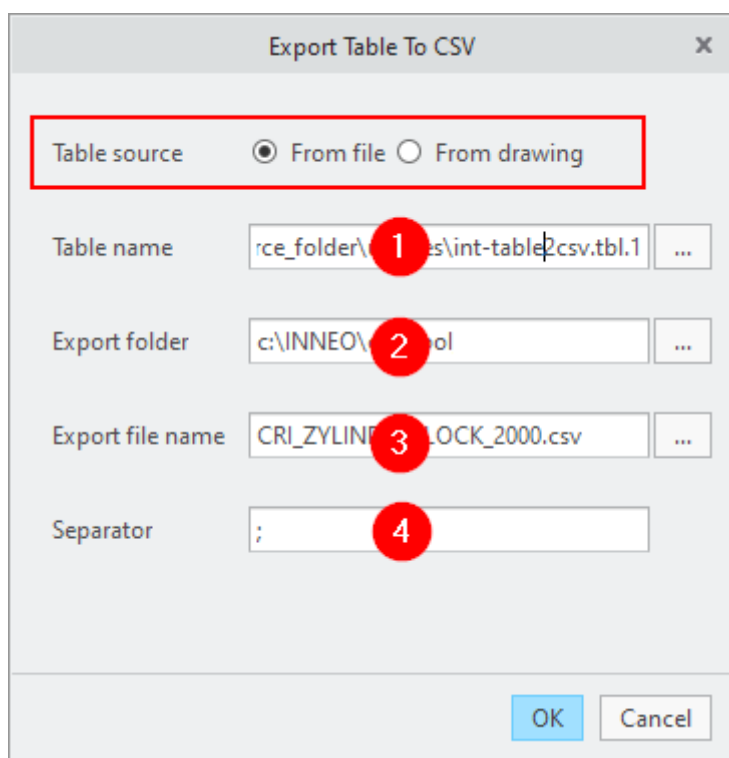 Export Table To CSV
Table source From file From drawing
Table name rce_folder\ s\int-table2csv.tbl.1 ...
1
Export folder c:\INNEO\ ol ...
2
Export file name CRI_ZYLIN LOCK_2000.csv ...
3
Separator ;
4
OK Cancel